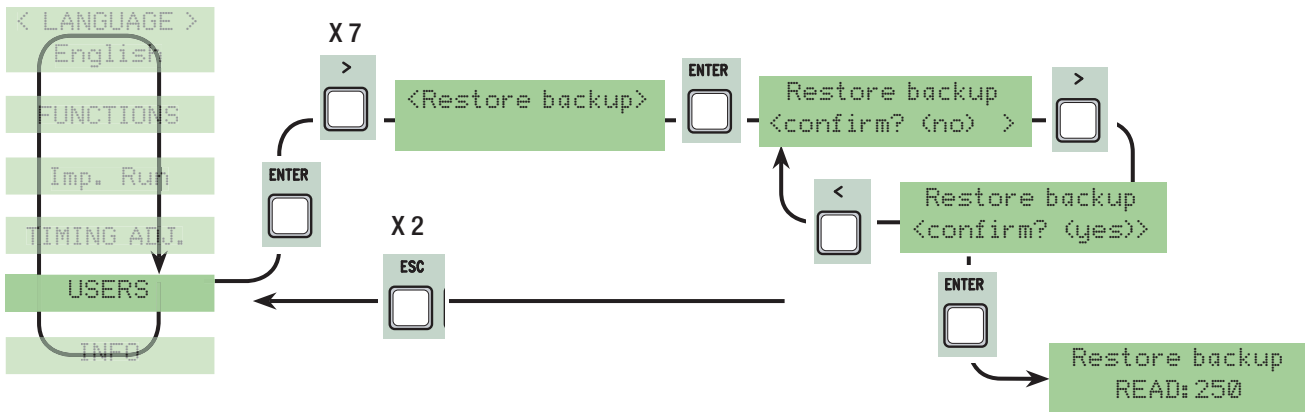 < LANGUAGE >
English
FUNCTIONS
Imp. Run
TIMING ADJ.
USERS
INFO
ENTER
X 7
>
<Restore backup>
ENTER
Restore backup
<confirm? (no) >
>
<
Restore backup
<confirm? (yes)>
ENTER
Restore backup
READ:250
X 2
ESC